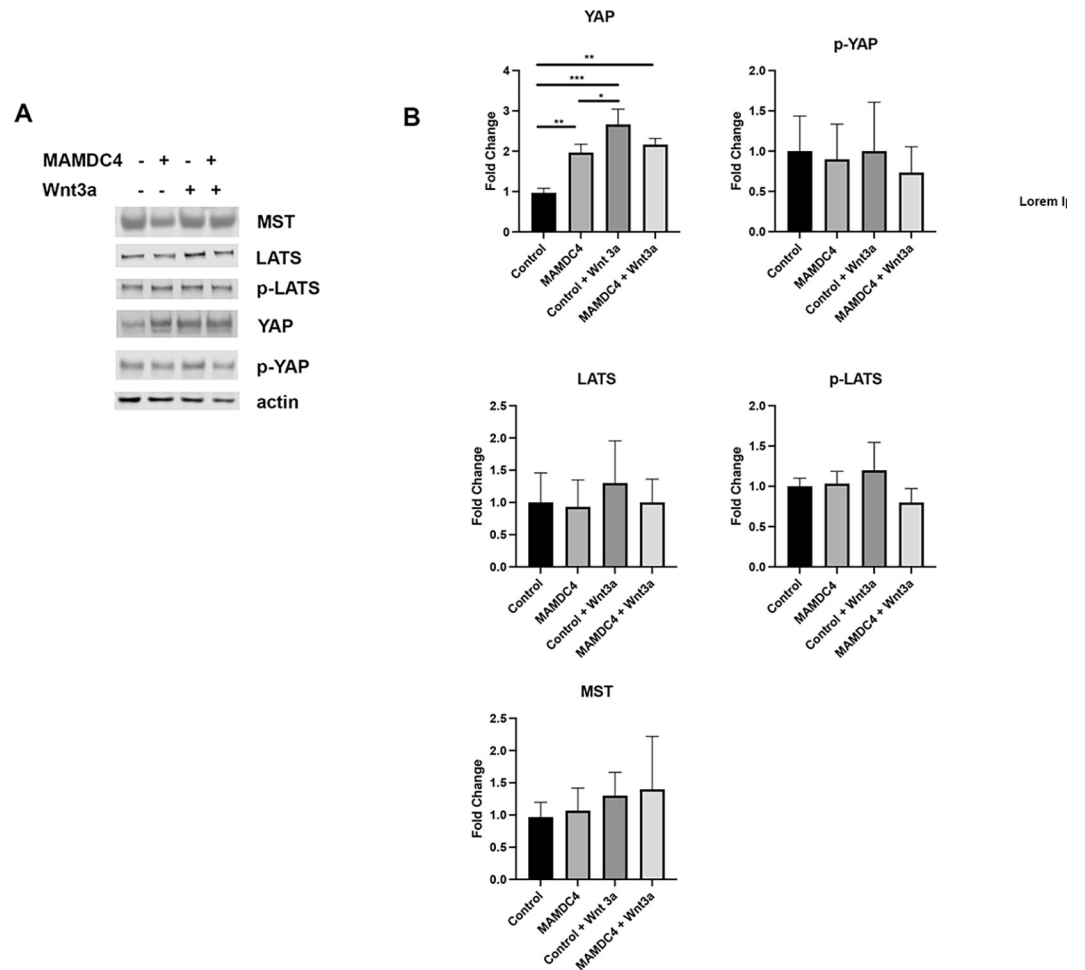 A
MAMDC4 - + - +
Wnt3a - - + +
MST
LATS
p-LATS
YAP
p-YAP
actin
B
YAP
**
***
*
**
Fold Change
4
3
2
1
0
Control
MAMDC4
Control + Wnt 3a
MAMDC4 + Wnt3a
p-YAP
Fold Change
2.0
1.5
1.0
0.5
0.0
Control
MAMDC4
Control + Wnt3a
MAMDC4 + Wnt3a
Lorem Ip
LATS
Fold Change
2.5
2.0
1.5
1.0
0.5
0.0
Control
MAMDC4
Control + Wnt3a
MAMDC4 + Wnt3a
p-LATS
Fold Change
2.0
1.5
1.0
0.5
0.0
Control
MAMDC4
Control + Wnt3a
MAMDC4 + Wnt3a
MST
Fold Change
2.5
2.0
1.5
1.0
0.5
0.0
Control
MAMDC4
Control + Wnt 3a
MAMDC4 + Wnt3a